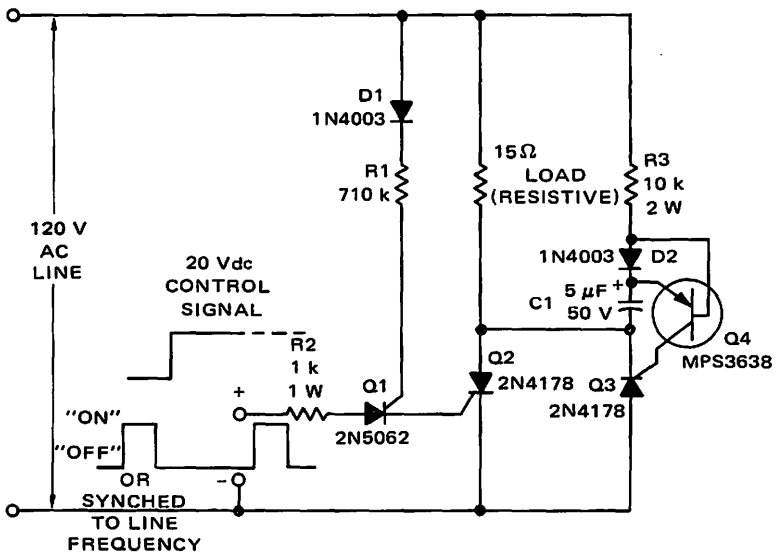 D1
1N4003
R1
710 k
15Ω
LOAD
(RESISTIVE)
R3
10 k
2 W
120 V
AC
LINE
20 Vdc
CONTROL
SIGNAL
1N4003
D2
+
C1
5 μF
50 V
Q4
MPS3638
R2
1 k
1 W
Q1
2N5062
Q2
2N4178
Q3
2N4178
+
"ON"
"OFF"
−
OR
SYNCHED
TO LINE
FREQUENCY